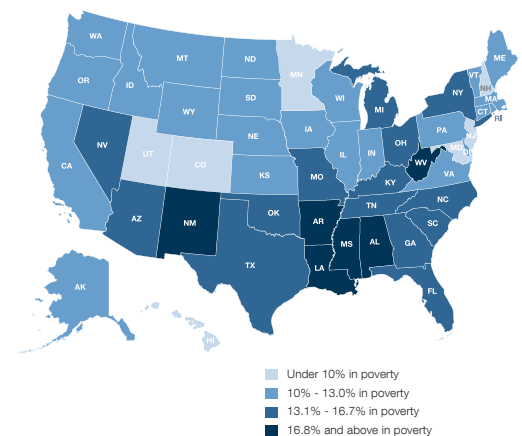 WA
MT
ND
MN
ME
OR
ID
SD
WI
VT
NH
WY
MI
NY
MA
CT
RI
NE
IA
PA
NJ
NV
UT
CO
IL
IN
OH
MD
DE
CA
KS
MO
WV
VA
KY
AZ
NM
OK
AR
TN
NC
SC
MS
AL
GA
TX
LA
AK
FL
HI
Under 10% in poverty
10% - 13.0% in poverty
13.1% - 16.7% in poverty
16.8% and above in poverty